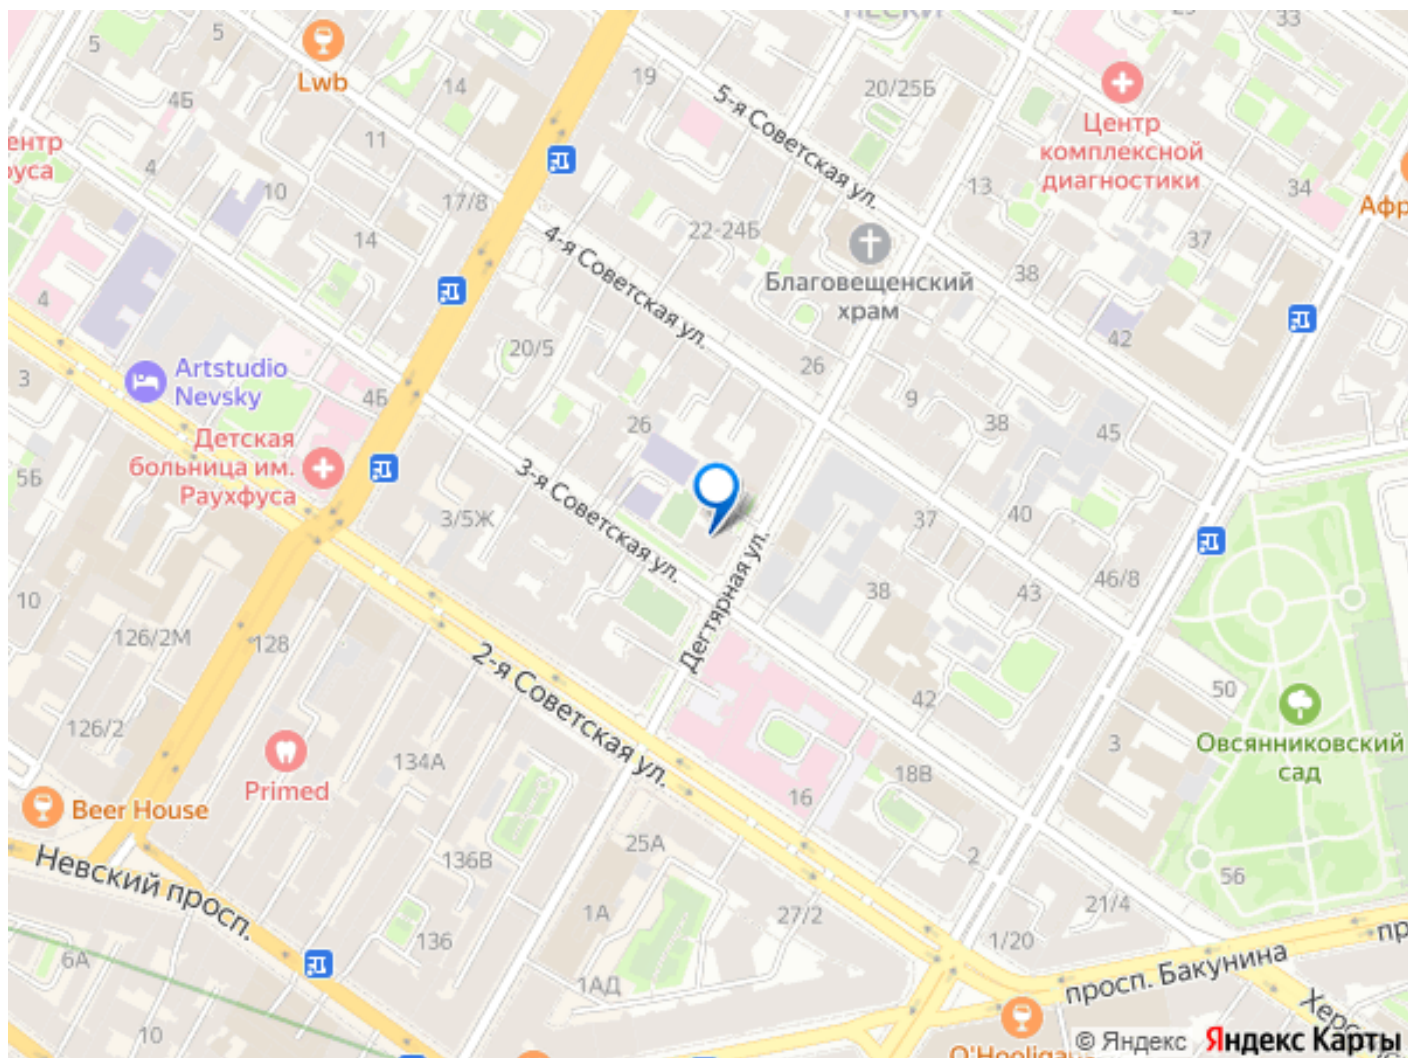 ПЕСКИ
33
5
5
Lwb
14
19
20/25Б
5-я Советская ул.
Центр
комплексной
диагностики
4Б
11
4
10
17/8
14
13
34
37
38
22-24Б
4-я Советская ул.
Благовещенский
храм
42
4
3
Artstudio
Nevsky
20/5
26
9
38
45
4Б
Детская
больница им.
Раухфуса
26
3-я Советская ул.
5Б
3/5Ж
37
40
Дегтярная ул.
38
43
46/8
10
126/2М
128
2-я Советская ул.
42
50
Овсянниковский
сад
126/2
134А
3
Primed
18В
16
Beer House
25А
136В
2
56
Невский просп.
1А
27/2
21/4
136
1/20
6А
1АД
просп. Бакунина
10
O'Hooligan
© Яндекс Яндекс Карты